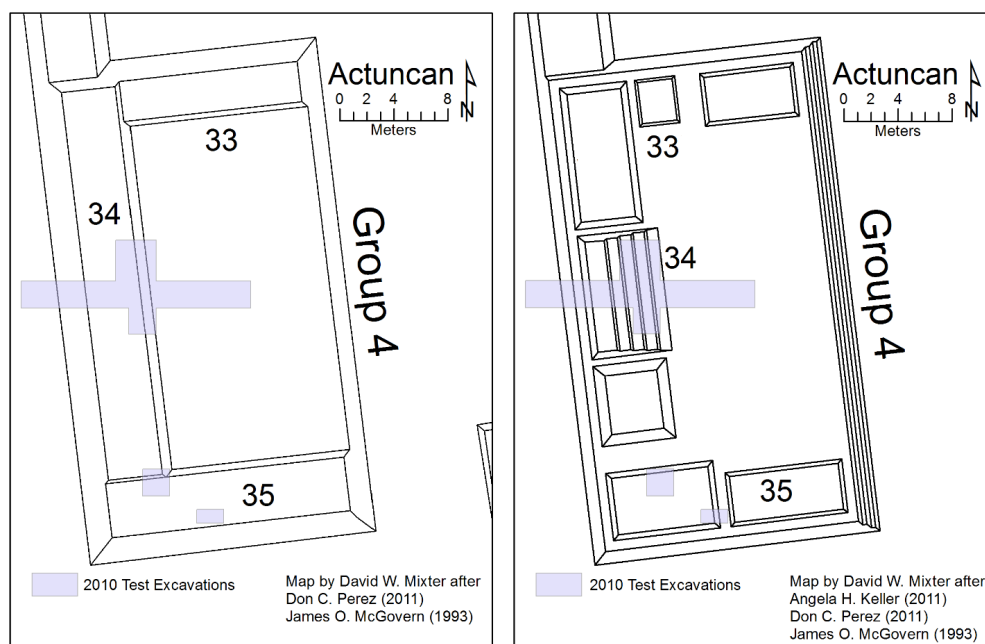 Actuncan
0 2 4 8
Meters
N
33
34
Group 4
35
2010 Test Excavations
Map by David W. Mixter after
Don C. Perez (2011)
James O. McGovern (1993)
Actuncan
0 2 4 8
Meters
N
33
34
Group 4
35
2010 Test Excavations
Map by David W. Mixter after
Angela H. Keller (2011)
Don C. Perez (2011)
James O. McGovern (1993)